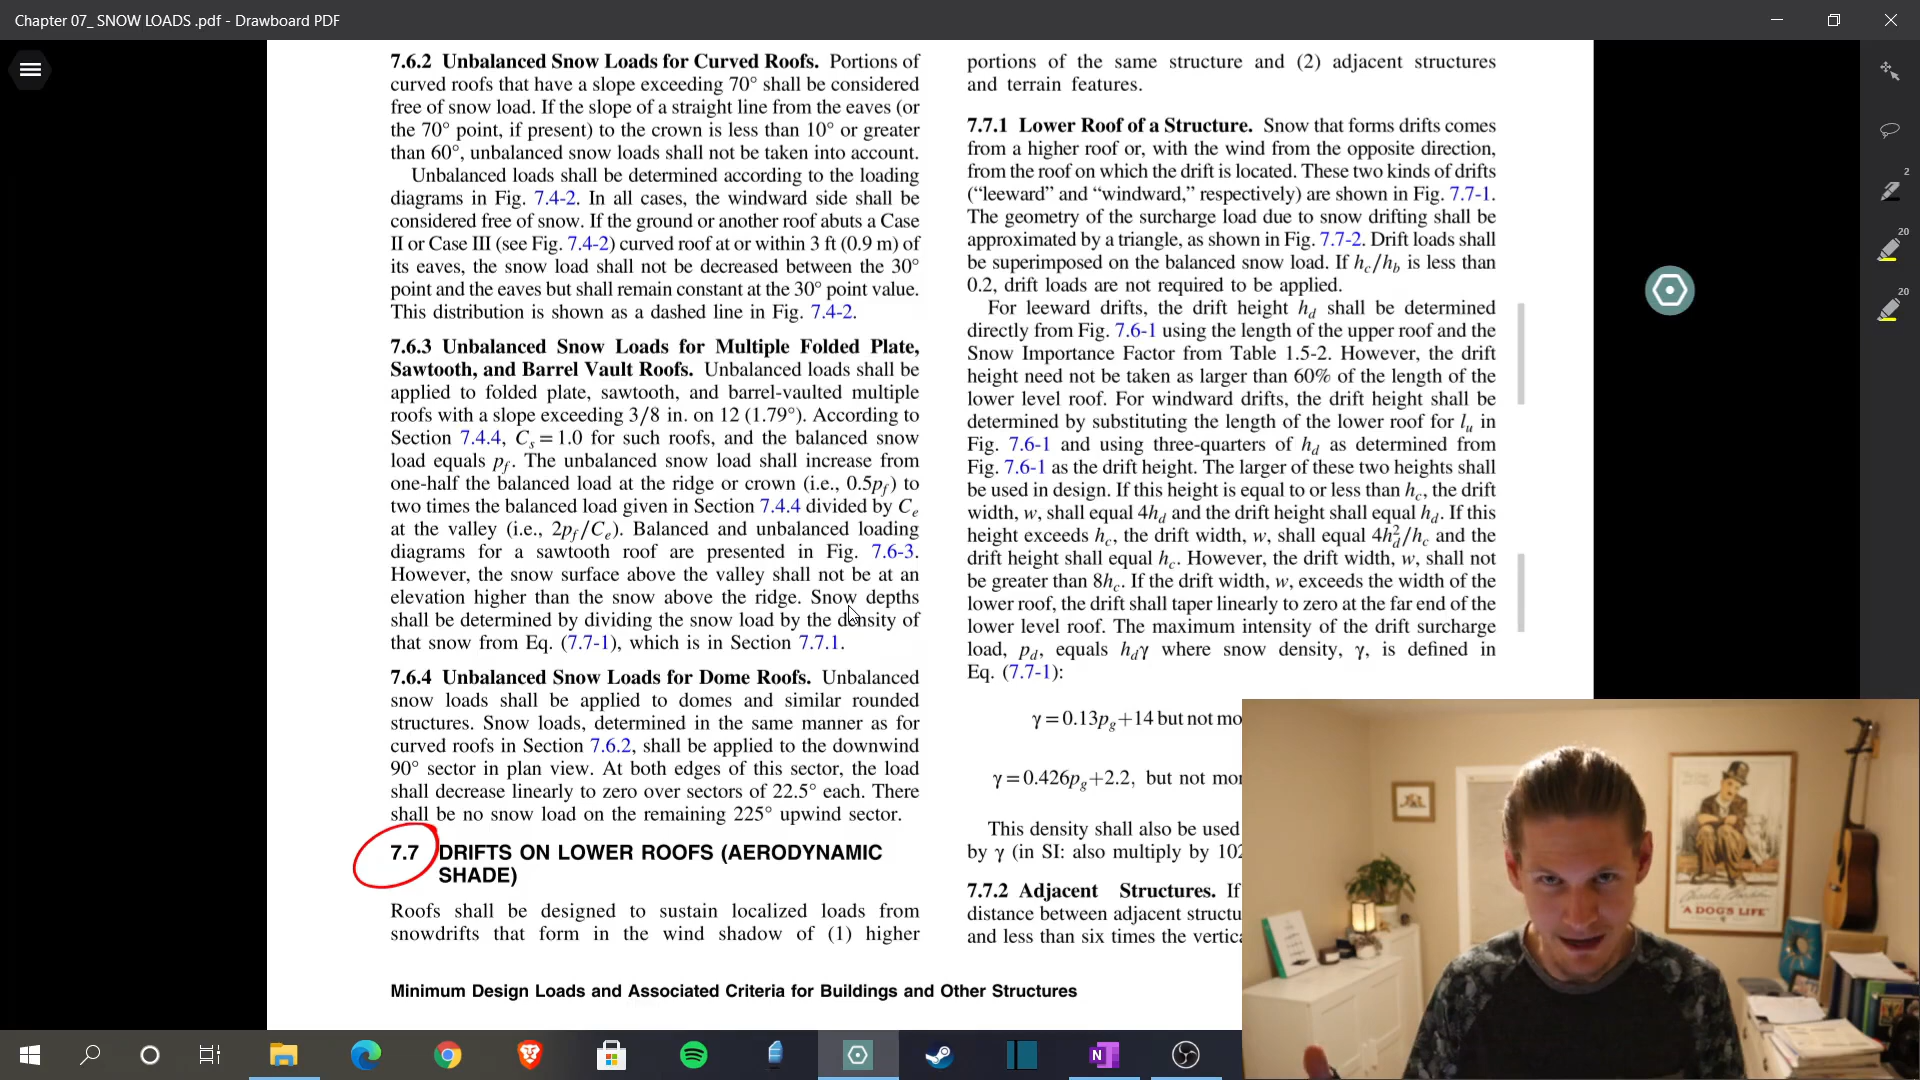 Chapter 07_ SNOW LOADS .pdf - Drawboard PDF
7.6.2 Unbalanced Snow Loads for Curved Roofs. Portions of
curved roofs that have a slope exceeding 70° shall be considered
free of snow load. If the slope of a straight line from the eaves (or
the 70° point, if present) to the crown is less than 10° or greater
than 60°, unbalanced snow loads shall not be taken into account.
Unbalanced loads shall be determined according to the loading
diagrams in Fig. 7.4-2. In all cases, the windward side shall be
considered free of snow. If the ground or another roof abuts a Case
II or Case III (see Fig. 7.4-2) curved roof at or within 3 ft (0.9 m) of
its eaves, the snow load shall not be decreased between the 30°
point and the eaves but shall remain constant at the 30° point value.
This distribution is shown as a dashed line in Fig. 7.4-2.
7.6.3 Unbalanced Snow Loads for Multiple Folded Plate,
Sawtooth, and Barrel Vault Roofs. Unbalanced loads shall be
applied to folded plate, sawtooth, and barrel-vaulted multiple
roofs with a slope exceeding 3/8 in. on 12 (1.79°). According to
Section 7.4.4, Cs = 1.0 for such roofs, and the balanced snow
load equals pf. The unbalanced snow load shall increase from
one-half the balanced load at the ridge or crown (i.e., 0.5pf) to
two times the balanced load given in Section 7.4.4 divided by Ce
at the valley (i.e., 2pf/Ce). Balanced and unbalanced loading
diagrams for a sawtooth roof are presented in Fig. 7.6-3.
However, the snow surface above the valley shall not be at an
elevation higher than the snow above the ridge. Snow depths
shall be determined by dividing the snow load by the density of
that snow from Eq. (7.7-1), which is in Section 7.7.1.
7.6.4 Unbalanced Snow Loads for Dome Roofs. Unbalanced
snow loads shall be applied to domes and similar rounded
structures. Snow loads, determined in the same manner as for
curved roofs in Section 7.6.2, shall be applied to the downwind
90° sector in plan view. At both edges of this sector, the load
shall decrease linearly to zero over sectors of 22.5° each. There
shall be no snow load on the remaining 225° upwind sector.
7.7 DRIFTS ON LOWER ROOFS (AERODYNAMIC
SHADE)
Roofs shall be designed to sustain localized loads from
snowdrifts that form in the wind shadow of (1) higher
portions of the same structure and (2) adjacent structures
and terrain features.
7.7.1 Lower Roof of a Structure. Snow that forms drifts comes
from a higher roof or, with the wind from the opposite direction,
from the roof on which the drift is located. These two kinds of drifts
(“leeward” and “windward,” respectively) are shown in Fig. 7.7-1.
The geometry of the surcharge load due to snow drifting shall be
approximated by a triangle, as shown in Fig. 7.7-2. Drift loads shall
be superimposed on the balanced snow load. If hc/hb is less than
0.2, drift loads are not required to be applied.
For leeward drifts, the drift height hd shall be determined
directly from Fig. 7.6-1 using the length of the upper roof and the
Snow Importance Factor from Table 1.5-2. However, the drift
height need not be taken as larger than 60% of the length of the
lower level roof. For windward drifts, the drift height shall be
determined by substituting the length of the lower roof for lu in
Fig. 7.6-1 and using three-quarters of hd as determined from
Fig. 7.6-1 as the drift height. The larger of these two heights shall
be used in design. If this height is equal to or less than hc, the drift
width, w, shall equal 4hd and the drift height shall equal hd. If this
height exceeds hc, the drift width, w, shall equal 4hd²/hc and the
drift height shall equal hc. However, the drift width, w, shall not
be greater than 8hc. If the drift width, w, exceeds the width of the
lower roof, the drift shall taper linearly to zero at the far end of the
lower level roof. The maximum intensity of the drift surcharge
load, pd, equals hdγ where snow density, γ, is defined in
Eq. (7.7-1):
γ = 0.13pg + 14 but not mo
γ = 0.426pg + 2.2, but not mor
This density shall also be used
by γ (in SI: also multiply by 102
7.7.2 Adjacent Structures. If
distance between adjacent structu
and less than six times the vertica
Minimum Design Loads and Associated Criteria for Buildings and Other Structures
2
20
20
"A DOG'S LIFE"
N